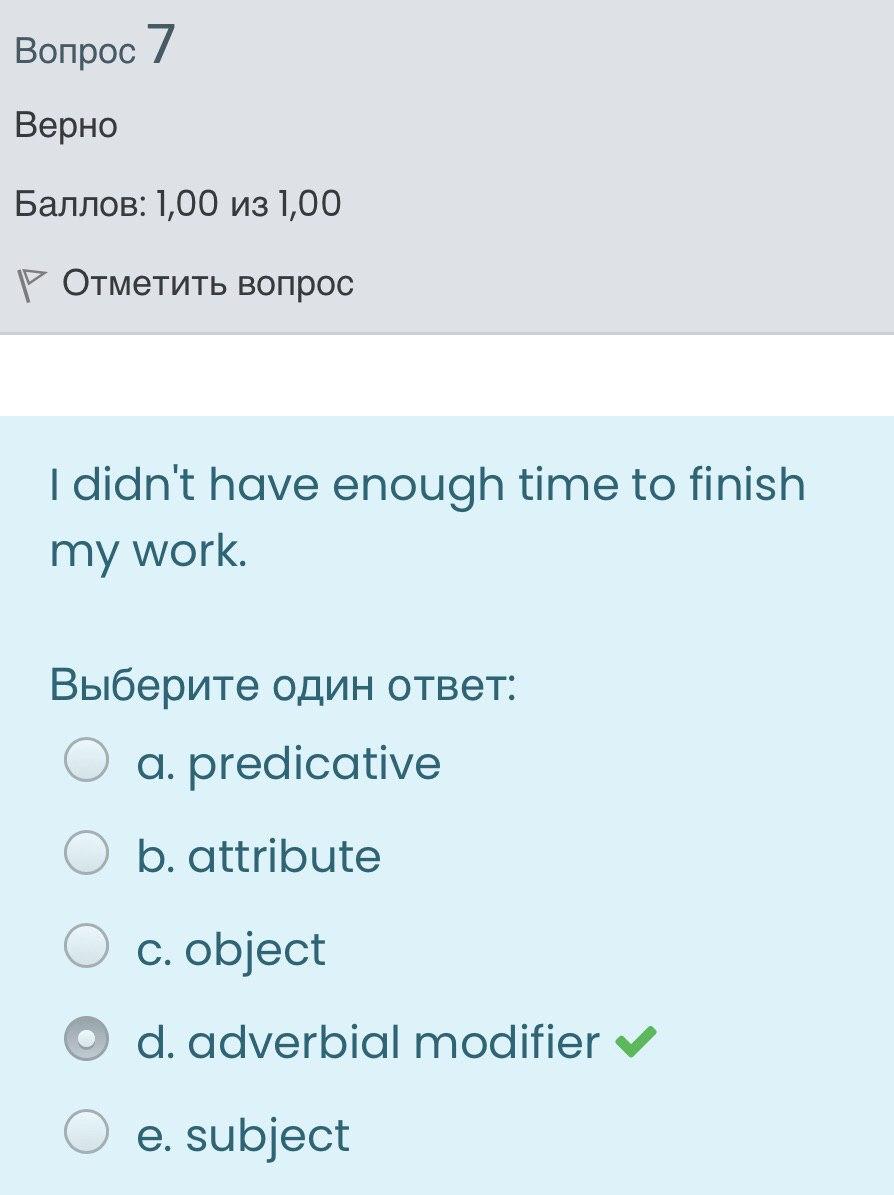 Вопрос 7
Верно
Баллов: 1,00 из 1,00
Отметить вопрос
I didn't have enough time to finish
my work.
Выберите один ответ:
a. predicative
b. attribute
c. object
d. adverbial modifier
e. subject